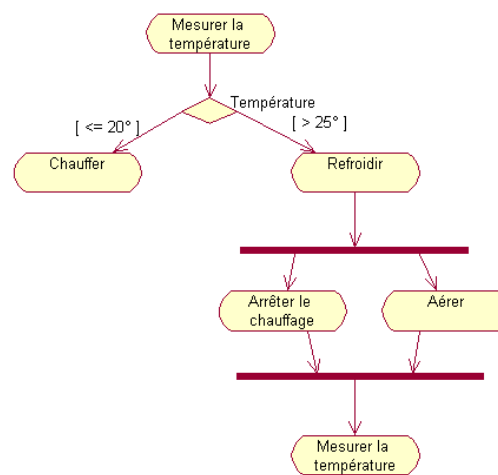 Mesurer la
température
Température
[ <= 20° ]
[ > 25° ]
Chauffer
Refroidir
Arrêter le
chauffage
Aérer
Mesurer la
température